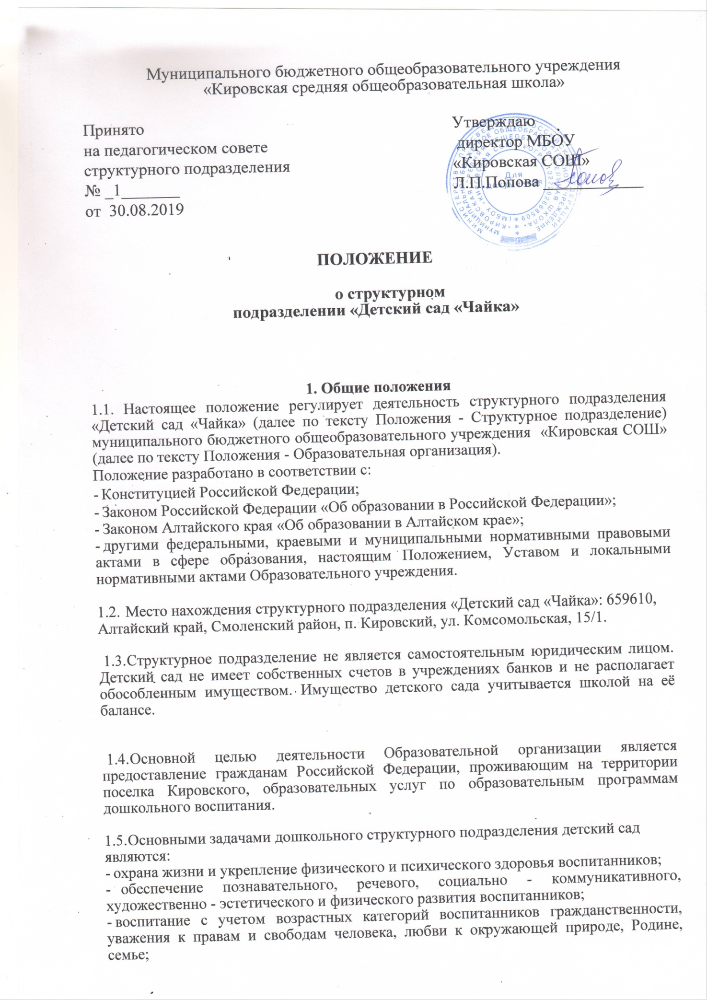 Муниципального бюджетного общеобразовательного учреждения
«Кировская средняя общеобразовательная школа»
Принято
на педагогическом совете
структурного подразделения
№ _1_______
от 30.08.2019
Утверждаю
директор МБОУ
«Кировская СОШ»
Л.П.Попова ____________
Для
документов
ПОЛОЖЕНИЕ
о структурном
подразделении «Детский сад «Чайка»
1. Общие положения
1.1. Настоящее положение регулирует деятельность структурного подразделения
«Детский сад «Чайка» (далее по тексту Положения - Структурное подразделение)
муниципального бюджетного общеобразовательного учреждения «Кировская СОШ»
(далее по тексту Положения - Образовательная организация).
Положение разработано в соответствии с:
- Конституцией Российской Федерации;
- Законом Российской Федерации «Об образовании в Российской Федерации»;
- Законом Алтайского края «Об образовании в Алтайском крае»;
- другими федеральными, краевыми и муниципальными нормативными правовыми
актами в сфере образования, настоящим Положением, Уставом и локальными
нормативными актами Образовательного учреждения.
1.2. Место нахождения структурного подразделения «Детский сад «Чайка»: 659610,
Алтайский край, Смоленский район, п. Кировский, ул. Комсомольская, 15/1.
1.3.Структурное подразделение не является самостоятельным юридическим лицом.
Детский сад не имеет собственных счетов в учреждениях банков и не располагает
обособленным имуществом. Имущество детского сада учитывается школой на её
балансе.
1.4.Основной целью деятельности Образовательной организации является
предоставление гражданам Российской Федерации, проживающим на территории
поселка Кировского, образовательных услуг по образовательным программам
дошкольного воспитания.
1.5.Основными задачами дошкольного структурного подразделения детский сад
являются:
- охрана жизни и укрепление физического и психического здоровья воспитанников;
- обеспечение познавательного, речевого, социально - коммуникативного,
художественно - эстетического и физического развития воспитанников;
- воспитание с учетом возрастных категорий воспитанников гражданственности,
уважения к правам и свободам человека, любви к окружающей природе, Родине,
семье;